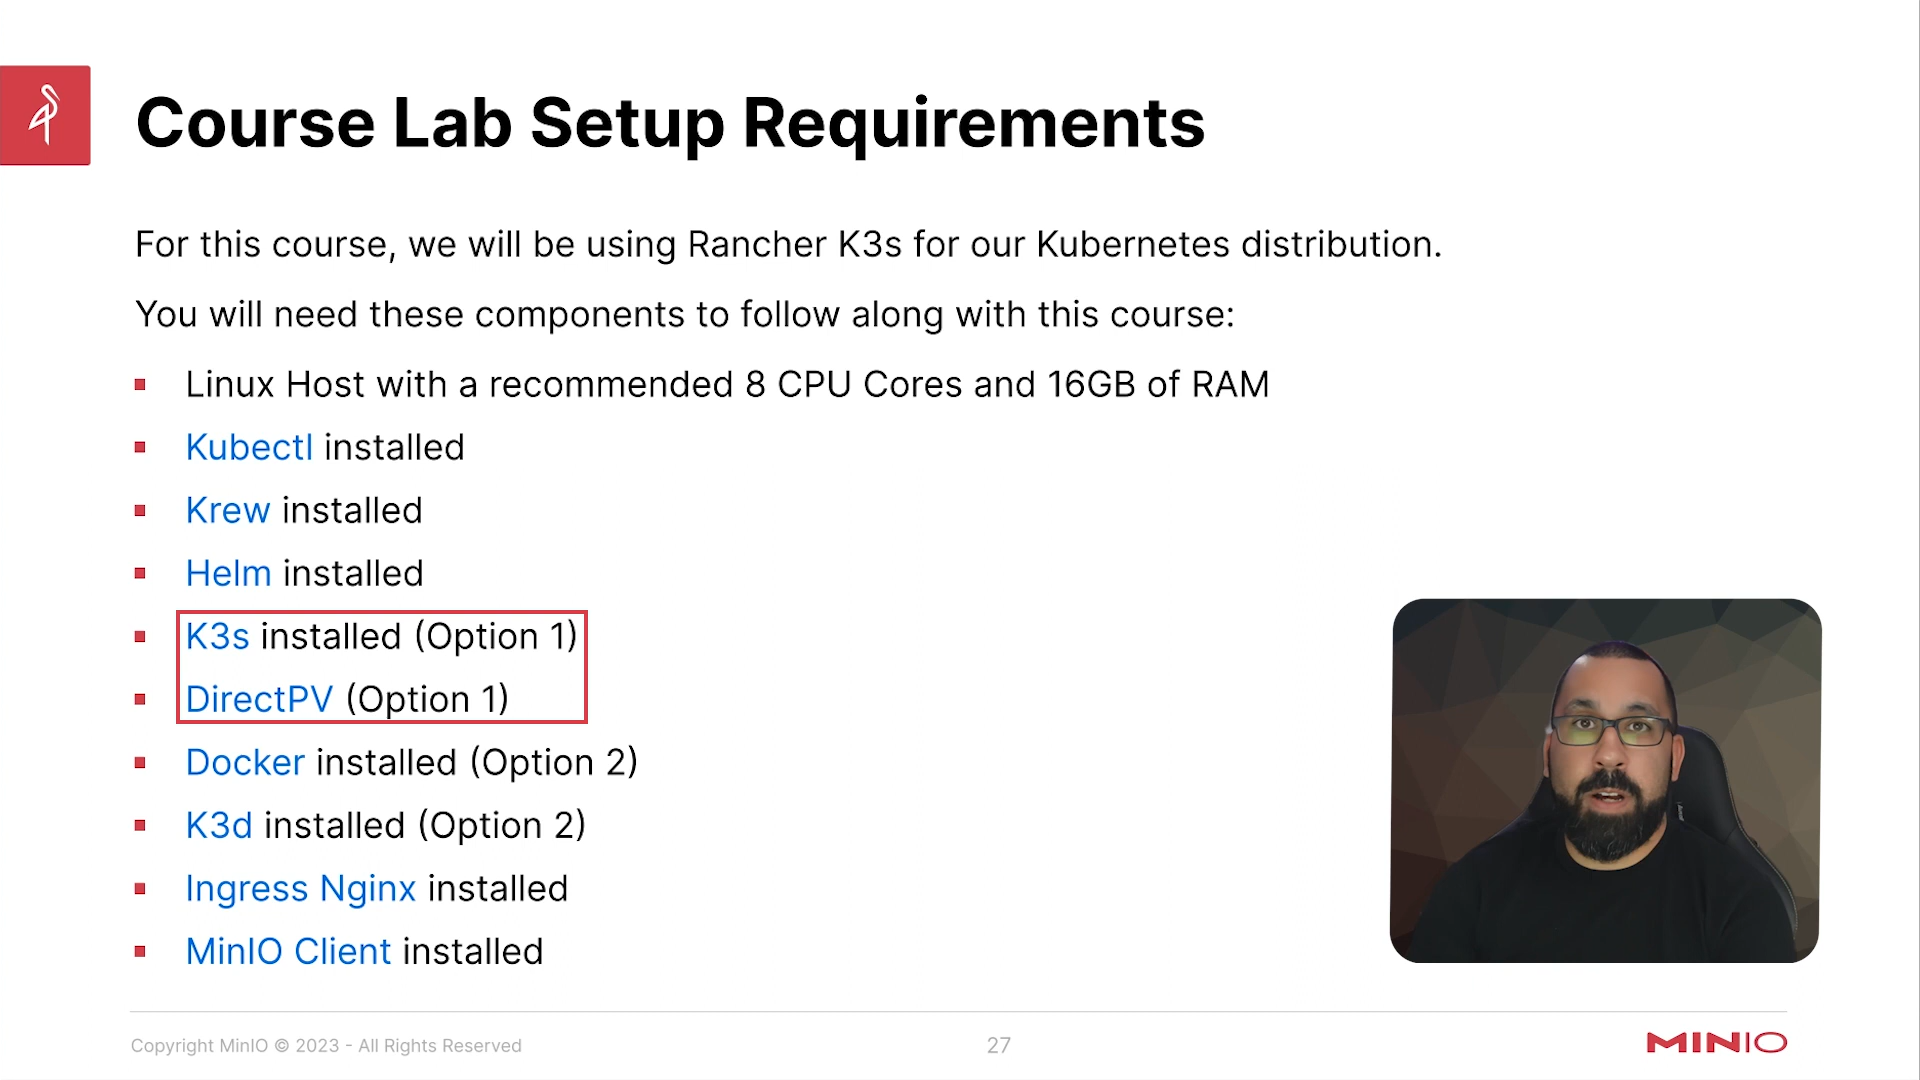 Course Lab Setup Requirements
For this course, we will be using Rancher K3s for our Kubernetes distribution.
You will need these components to follow along with this course:
Linux Host with a recommended 8 CPU Cores and 16GB of RAM
Kubectl installed
Krew installed
Helm installed
K3s installed (Option 1)
DirectPV (Option 1)
Docker installed (Option 2)
K3d installed (Option 2)
Ingress Nginx installed
MinIO Client installed
Copyright MinIO © 2023 - All Rights Reserved
27
MINIO